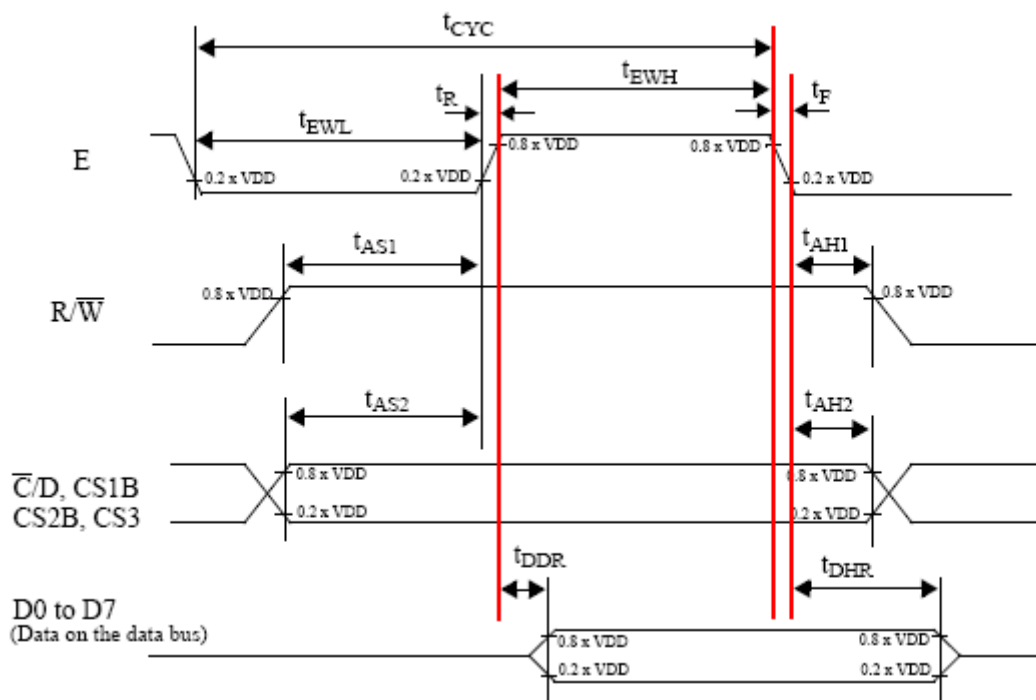 tCYC
tEWH
tR
tF
tEWL
E
0.8 x VDD
0.8 x VDD
0.2 x VDD
0.2 x VDD
0.2 x VDD
tAS1
tAH1
R/W̅
0.8 x VDD
0.8 x VDD
tAS2
tAH2
C̅/D, CS1B
CS2B, CS3
0.8 x VDD
0.8 x VDD
0.2 x VDD
0.2 x VDD
tDDR
tDHR
D0 to D7
(Data on the data bus)
0.8 x VDD
0.8 x VDD
0.2 x VDD
0.2 x VDD